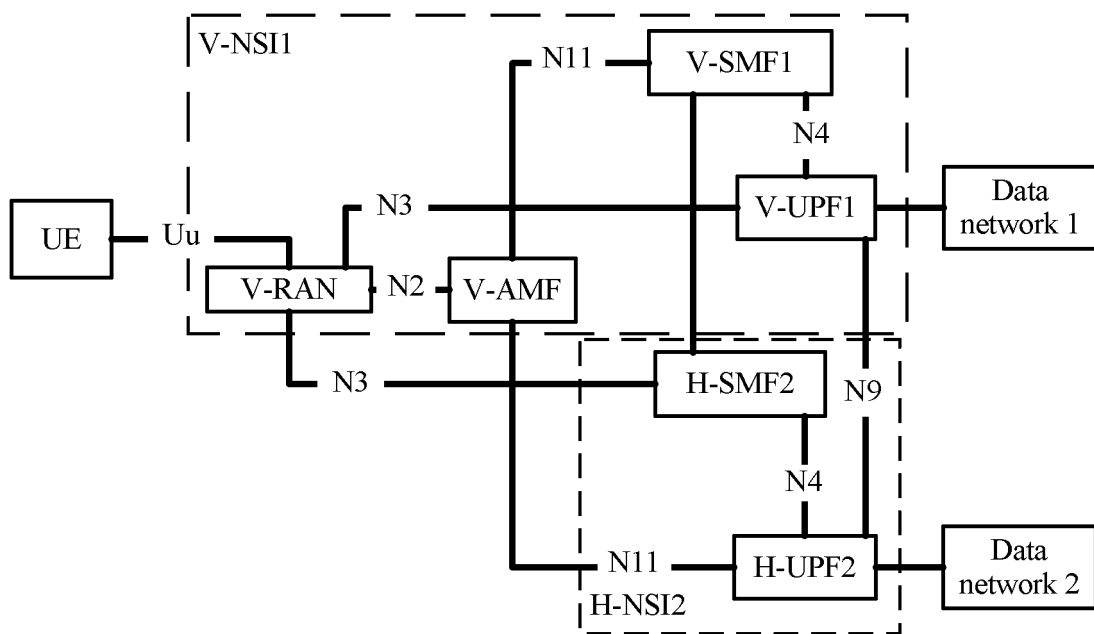 V-NSI1
N11
V-SMF1
N4
N3
V-UPF1
Data
network 1
UE
Uu
V-RAN
N2
V-AMF
N3
H-SMF2
N9
N4
N11
H-UPF2
Data
network 2
H-NSI2